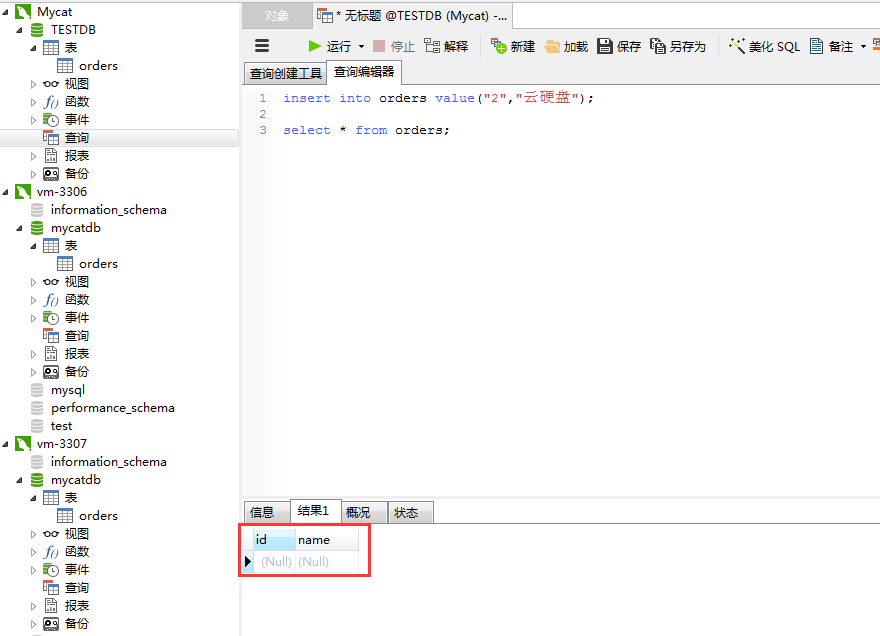 Mycat
TESTDB
表
orders
视图
函数
事件
查询
报表
备份
vm-3306
information_schema
mycatdb
表
orders
视图
函数
事件
查询
报表
备份
mysql
performance_schema
test
vm-3307
information_schema
mycatdb
表
orders
视图
函数
事件
查询
报表
备份
对象 * 无标题 @TESTDB (Mycat) -...
运行 停止 解释 新建 加载 保存 另存为 美化 SQL 备注
查询创建工具 查询编辑器
1 insert into orders value("2","云硬盘");
2
3 select * from orders;
信息 结果1 概况 状态
id name
(Null) (Null)